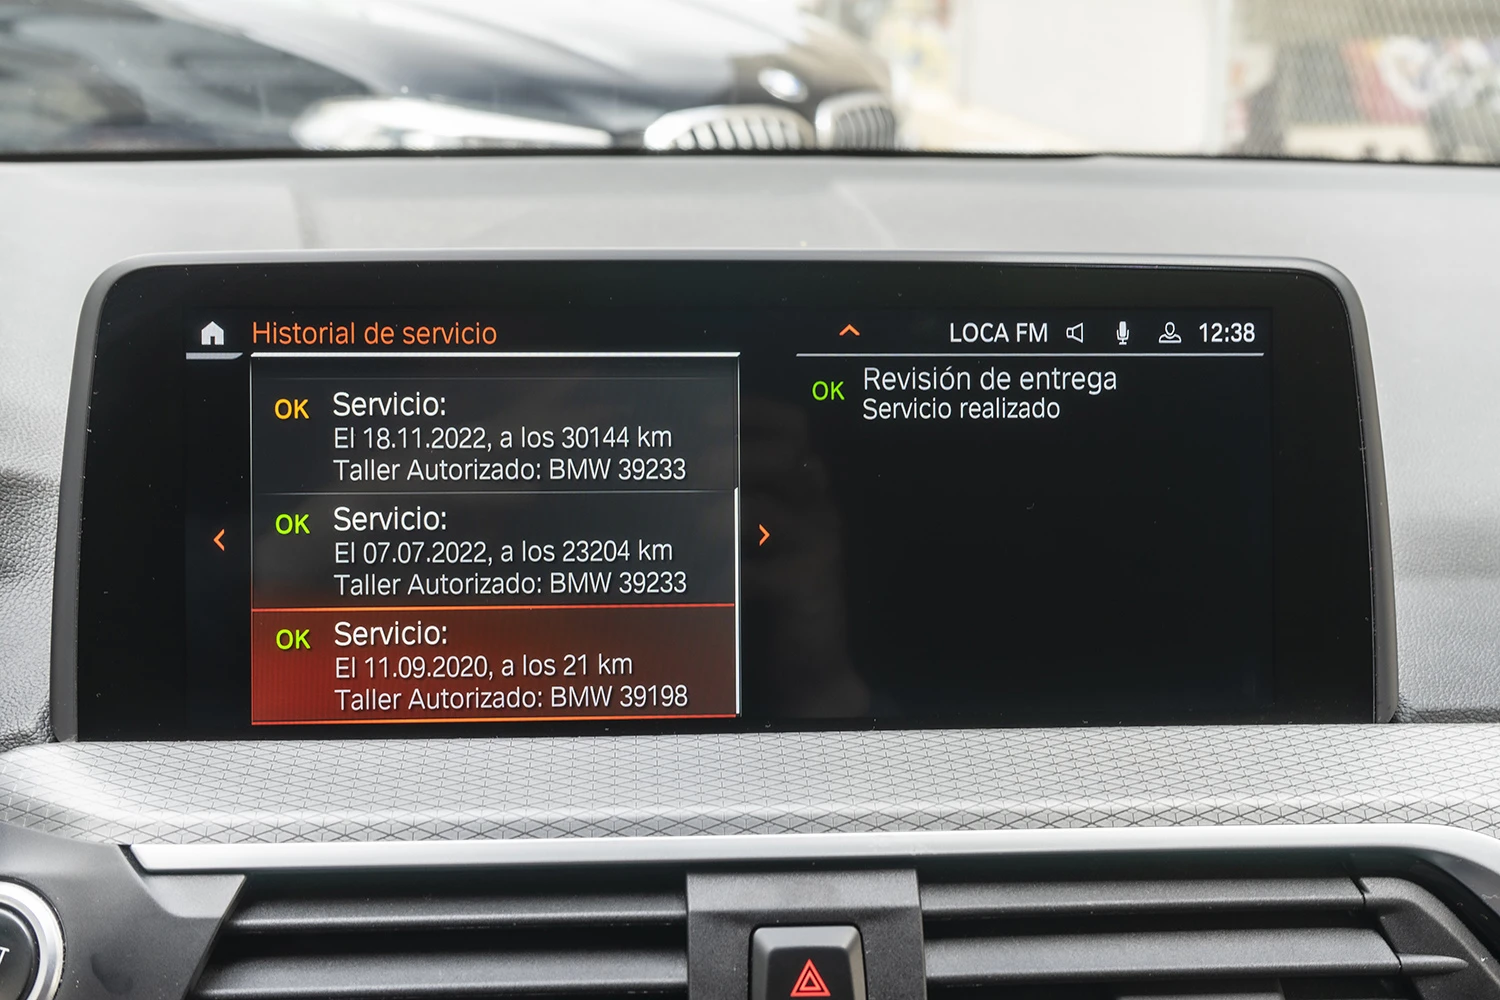 Historial de servicio
LOCA FM 12:38
OK Servicio:
El 18.11.2022, a los 30144 km
Taller Autorizado: BMW 39233
OK Servicio:
El 07.07.2022, a los 23204 km
Taller Autorizado: BMW 39233
OK Servicio:
El 11.09.2020, a los 21 km
Taller Autorizado: BMW 39198
OK Revisión de entrega
Servicio realizado